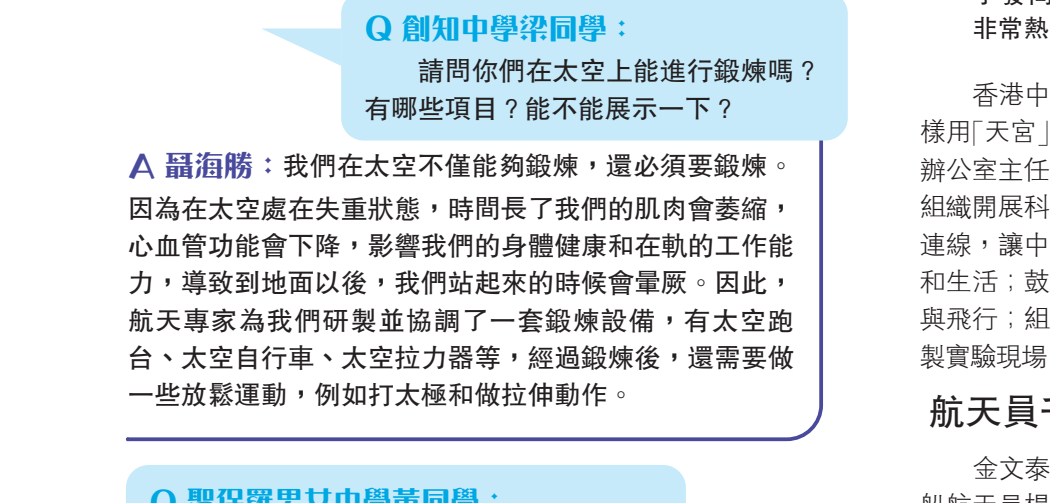 Q 創知中學梁同學：
請問你們在太空上能進行鍛煉嗎？
有哪些項目？能不能展示一下？
A 聶海勝：我們在太空不僅能夠鍛煉，還必須要鍛煉。
因為在太空處在失重狀態，時間長了我們的肌肉會萎縮，
心血管功能會下降，影響我們的身體健康和在軌的工作能
力，導致到地面以後，我們站起來的時候會暈厥。因此，
航天專家為我們研製並協調了一套鍛煉設備，有太空跑
台、太空自行車、太空拉力器等，經過鍛煉後，還需要做
一些放鬆運動，例如打太極和做拉伸動作。
Q 聖保羅男女中學黃同學：
非常熱
香港中
樣用「天宮」
辦公室主任
組織開展科
連線，讓中
和生活；鼓
與飛行；組
製實驗現場
航天員
金文泰